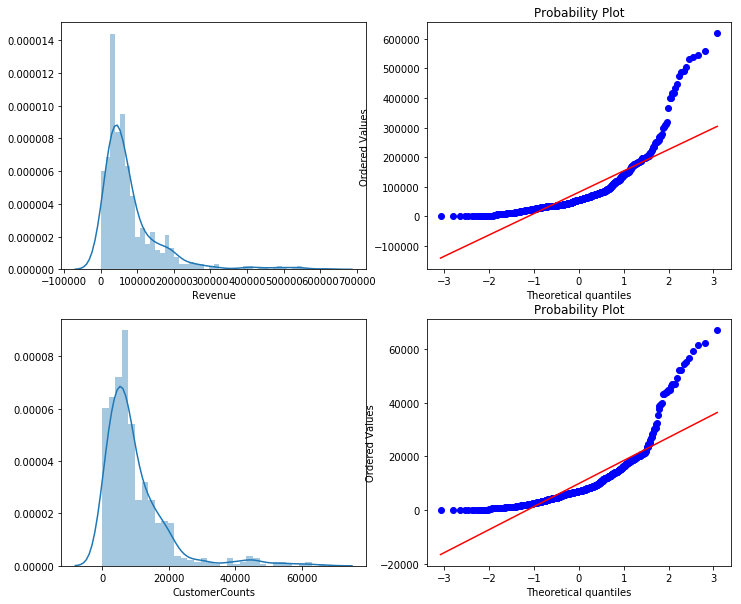 0.000014
0.000012
0.000010
0.000008
0.000006
0.000004
0.000002
0.000000
−100000 0 100000 200000 300000 400000 500000 600000 700000
Revenue
Probability Plot
600000
500000
400000
300000
200000
100000
0
−100000
Ordered Values
−3 −2 −1 0 1 2 3
Theoretical quantiles
0.00008
0.00006
0.00004
0.00002
0.00000
0 20000 40000 60000
CustomerCounts
Probability Plot
60000
40000
20000
0
−20000
Ordered Values
−3 −2 −1 0 1 2 3
Theoretical quantiles